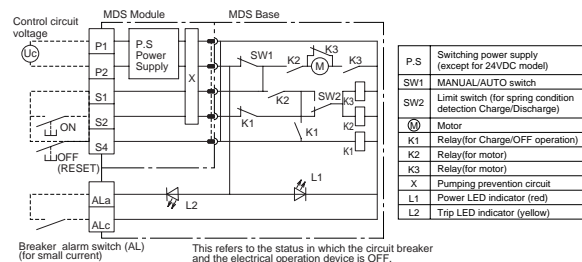 Control circuit
voltage
MDS Module
MDS Base
Uc
P1
P.S
Power
Supply
X
SW1
K2
K3
M
K3
P2
S1
K2
SW2
K3
S2
ON
K1
K1
K2
S4
OFF
(RESET)
K1
L1
L2
ALa
ALc
Breaker alarm switch (AL)
(for small current)
This refers to the status in which the circuit breaker
and the electrical operation device is OFF.
P.S Switching power supply
(except for 24VDC model)
SW1 MANUAL/AUTO switch
SW2 Limit switch (for spring condition
detection Charge/Discharge)
M Motor
K1 Relay(for Charge/OFF operation)
K2 Relay(for motor)
K3 Relay(for motor)
X Pumping prevention circuit
L1 Power LED indicator (red)
L2 Trip LED indicator (yellow)